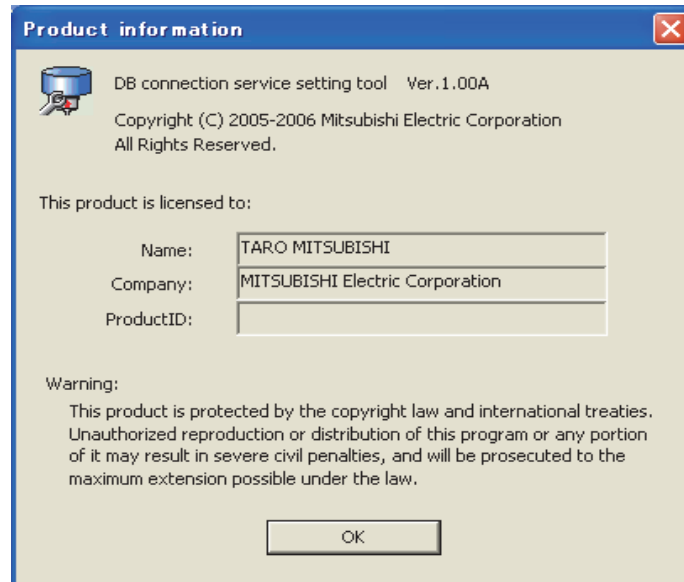 Product information
DB connection service setting tool Ver.1.00A
Copyright (C) 2005-2006 Mitsubishi Electric Corporation
All Rights Reserved.
This product is licensed to:
Name: TARO MITSUBISHI
Company: MITSUBISHI Electric Corporation
ProductID:
Warning:
This product is protected by the copyright law and international treaties.
Unauthorized reproduction or distribution of this program or any portion
of it may result in severe civil penalties, and will be prosecuted to the
maximum extension possible under the law.
OK